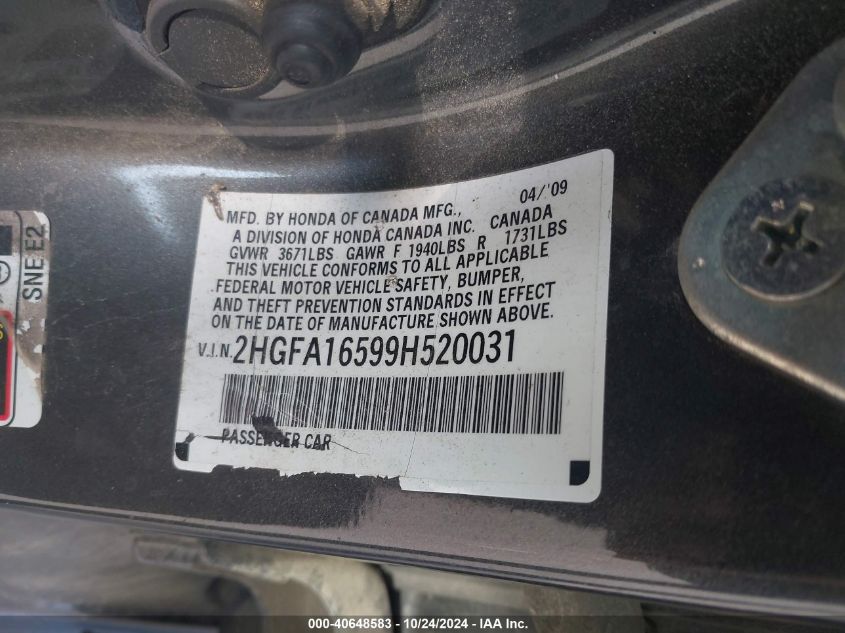 04/'09
MFD. BY HONDA OF CANADA MFG.,
A DIVISION OF HONDA CANADA INC. CANADA
GVWR 3671LBS GAWR F 1940LBS R 1731LBS
THIS VEHICLE CONFORMS TO ALL APPLICABLE
FEDERAL MOTOR VEHICLE SAFETY, BUMPER,
AND THEFT PREVENTION STANDARDS IN EFFECT
ON THE DATE OF MANUFACTURE SHOWN ABOVE.
V.I.N. 2HGFA16599H520031
PASSENGER CAR
SNE E2
000-40648583 - 10/24/2024 - IAA Inc.